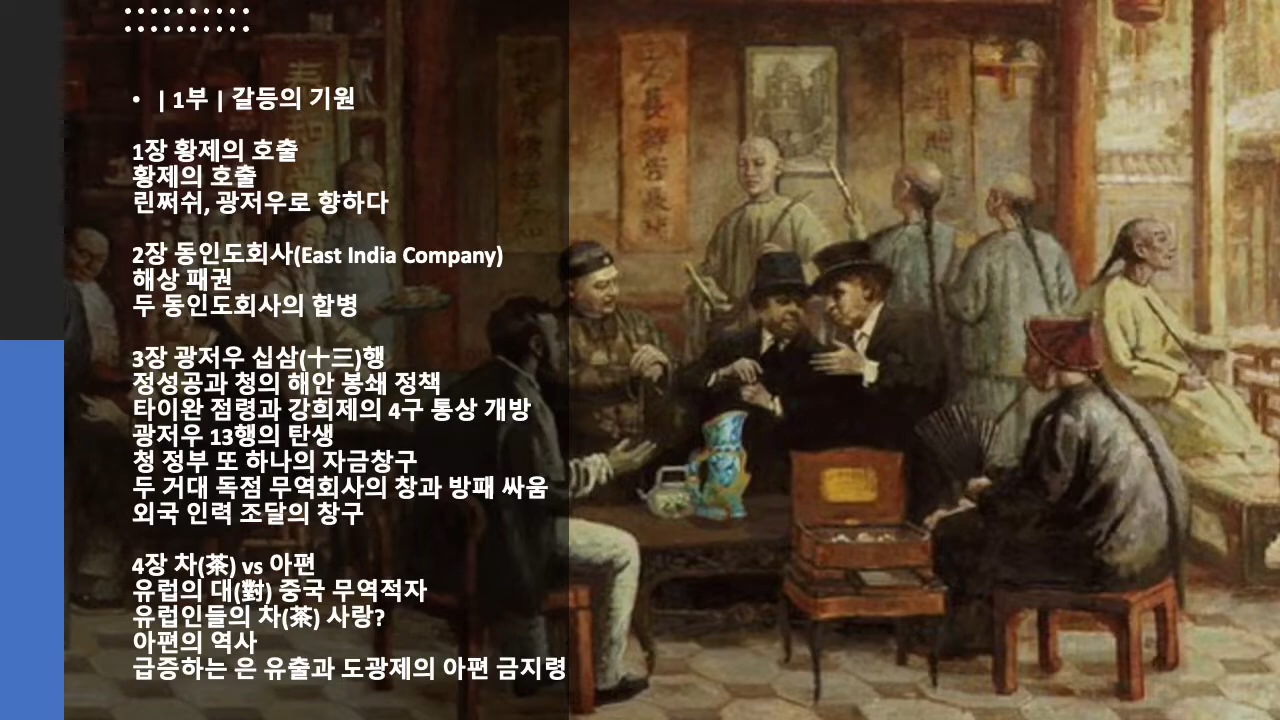 • | 1부 | 갈등의 기원
1장 황제의 호출
황제의 호출
린쩌쉬, 광저우로 향하다
2장 동인도회사(East India Company)
해상 패권
두 동인도회사의 합병
3장 광저우 십삼(十三)행
정성공과 청의 해안 봉쇄 정책
타이완 점령과 강희제의 4구 통상 개방
광저우 13행의 탄생
청 정부 또 하나의 자금창구
두 거대 독점 무역회사의 창과 방패 싸움
외국 인력 조달의 창구
4장 차(茶) vs 아편
유럽의 대(對) 중국 무역적자
유럽인들의 차(茶) 사랑?
아편의 역사
급증하는 은 유출과 도광제의 아편 금지령